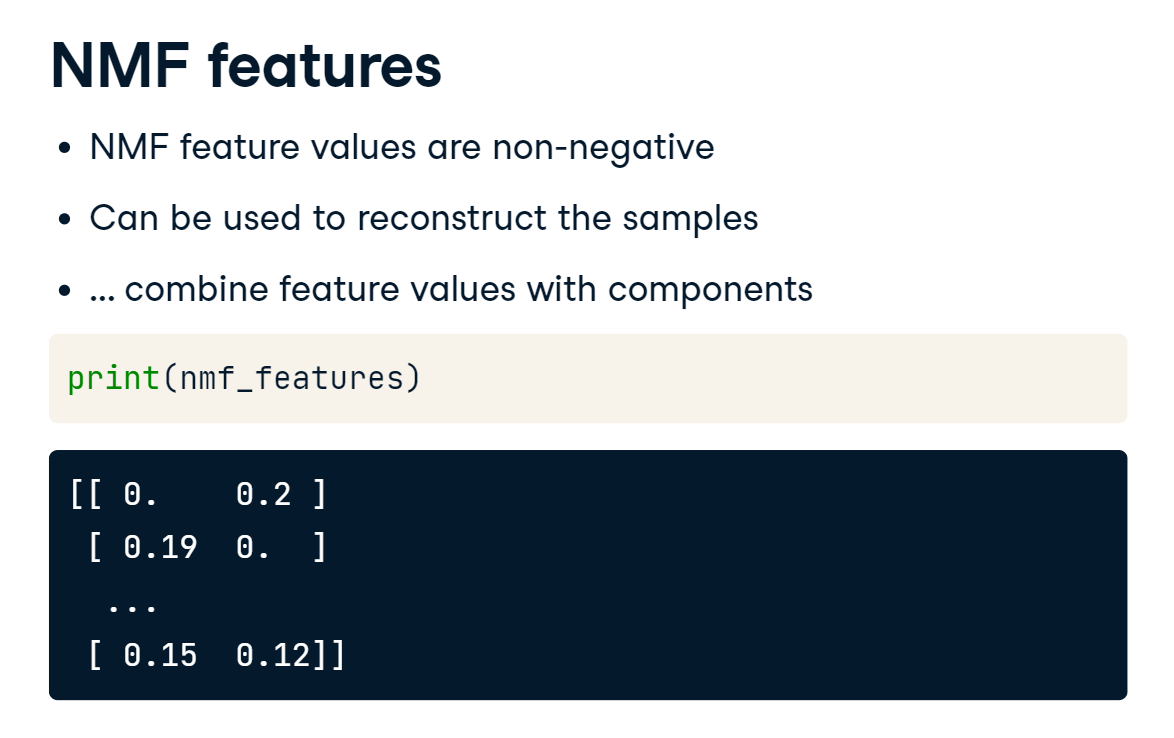 NMF features
• NMF feature values are non-negative
• Can be used to reconstruct the samples
• ... combine feature values with components
print(nmf_features)
[[ 0.    0.2 ]
 [ 0.19  0.  ]
  ...
 [ 0.15  0.12]]